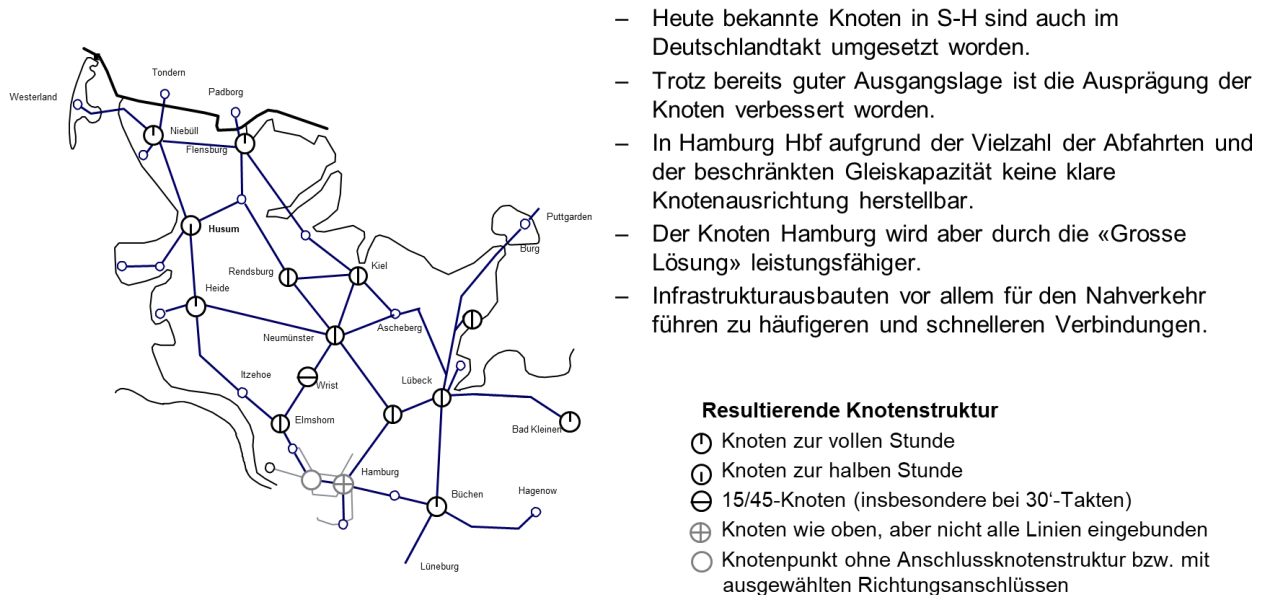 – Heute bekannte Knoten in S-H sind auch im
Deutschlandtakt umgesetzt worden.
– Trotz bereits guter Ausgangslage ist die Ausprägung der
Knoten verbessert worden.
– In Hamburg Hbf aufgrund der Vielzahl der Abfahrten und
der beschränkten Gleiskapazität keine klare
Knotenausrichtung herstellbar.
– Der Knoten Hamburg wird aber durch die «Grosse
Lösung» leistungsfähiger.
– Infrastrukturausbauten vor allem für den Nahverkehr
führen zu häufigeren und schnelleren Verbindungen.
Tondern
Westerland
Padborg
Niebüll
Flensburg
Husum
Puttgarden
Burg
Rendsburg
Kiel
Heide
Neumünster
Ascheberg
Itzehoe
Wrist
Lübeck
Elmshorn
Bad Kleinen
Hamburg
Büchen
Hagenow
Lüneburg
Resultierende Knotenstruktur
Knoten zur vollen Stunde
Knoten zur halben Stunde
15/45-Knoten (insbesondere bei 30‘-Takten)
Knoten wie oben, aber nicht alle Linien eingebunden
Knotenpunkt ohne Anschlussknotenstruktur bzw. mit
ausgewählten Richtungsanschlüssen